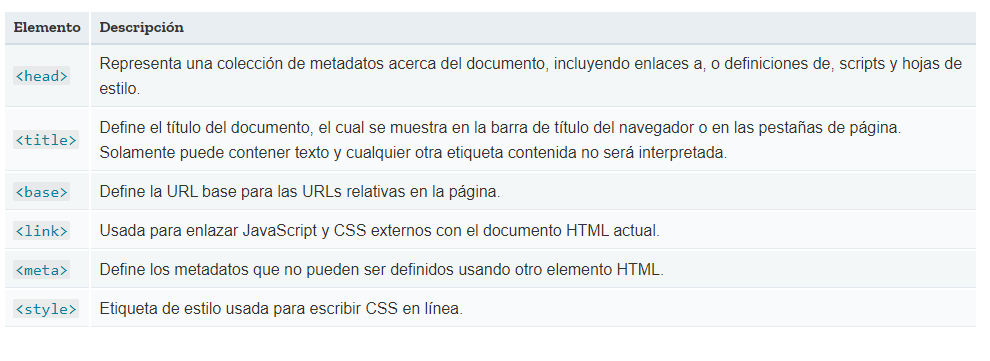 Elemento Descripción
<head> Representa una colección de metadatos acerca del documento, incluyendo enlaces a, o definiciones de, scripts y hojas de
estilo.
<title> Define el título del documento, el cual se muestra en la barra de título del navegador o en las pestañas de página.
Solamente puede contener texto y cualquier otra etiqueta contenida no será interpretada.
<base> Define la URL base para las URLs relativas en la página.
<link> Usada para enlazar JavaScript y CSS externos con el documento HTML actual.
<meta> Define los metadatos que no pueden ser definidos usando otro elemento HTML.
<style> Etiqueta de estilo usada para escribir CSS en línea.